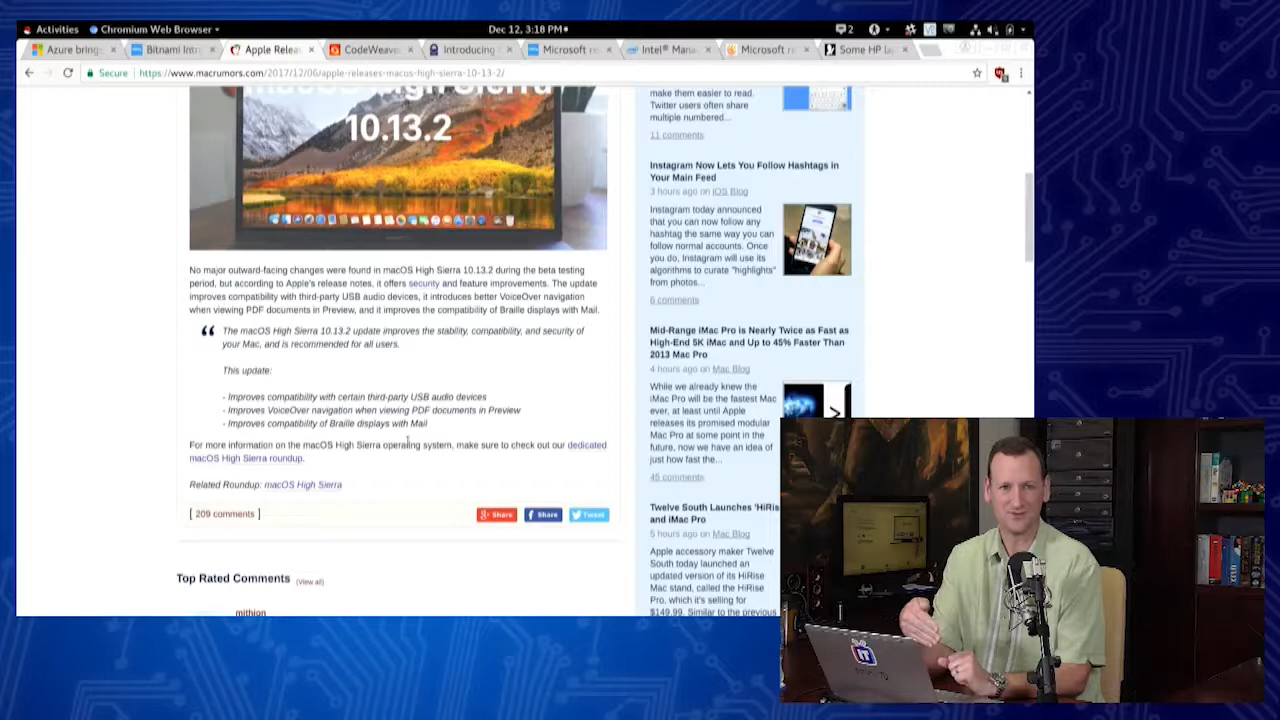 Activities
Chromium Web Browser
Dec 12, 3:18 PM
2
Azure brings
Bitnami Intr
Apple Relea
CodeWeave
Introducing
Microsoft re
Intel® Mana
Microsoft re
Some HP la
Secure
https://www.macrumors.com/2017/12/06/apple-releases-macos-high-sierra-10-13-2/
macOS High Sierra
10.13.2
No major outward-facing changes were found in macOS High Sierra 10.13.2 during the beta testing
period, but according to Apple's release notes, it offers security and feature improvements. The update
improves compatibility with third-party USB audio devices, it introduces better VoiceOver navigation
when viewing PDF documents in Preview, and it improves the compatibility of Braille displays with Mail.
The macOS High Sierra 10.13.2 update improves the stability, compatibility, and security of
your Mac, and is recommended for all users.
This update:
- Improves compatibility with certain third-party USB audio devices
- Improves VoiceOver navigation when viewing PDF documents in Preview
- Improves compatibility of Braille displays with Mail
For more information on the macOS High Sierra operating system, make sure to check out our dedicated
macOS High Sierra roundup.
Related Roundup: macOS High Sierra
[ 209 comments ]
Share
Share
Tweet
Top Rated Comments (View all)
mithion
make them easier to read.
Twitter users often share
multiple numbered...
11 comments
Instagram Now Lets You Follow Hashtags in
Your Main Feed
3 hours ago on iOS Blog
Instagram today announced
that you can now follow any
hashtag the same way you can
follow normal accounts. Once
you do, Instagram will use its
algorithms to curate "highlights"
from photos...
6 comments
Mid-Range iMac Pro is Nearly Twice as Fast as
High-End 5K iMac and Up to 45% Faster Than
2013 Mac Pro
4 hours ago on Mac Blog
While we already knew the
iMac Pro will be the fastest Mac
ever, at least until Apple
releases its promised modular
Mac Pro at some point in the
future, now we have an idea of
just how fast the...
45 comments
Twelve South Launches 'HiRis
and iMac Pro
5 hours ago on Mac Blog
Apple accessory maker Twelve
South today launched an
updated version of its HiRise
Mac stand, called the HiRise
Pro, which it's selling for
$149.99. Similar to the previous
IT